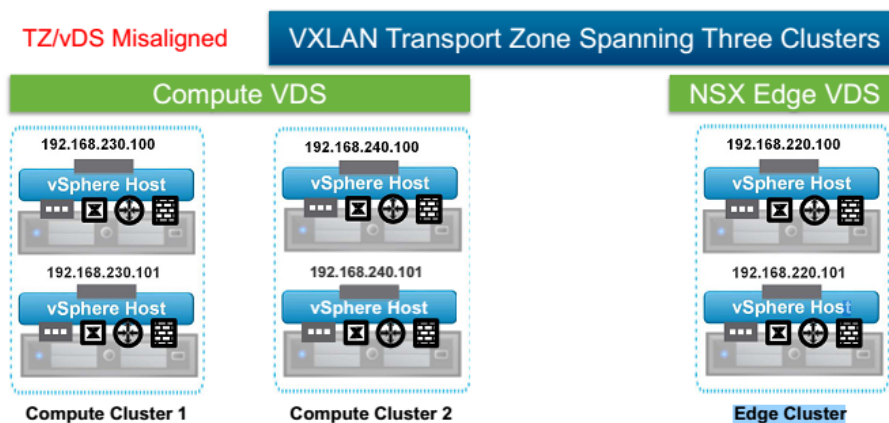 TZ/vDS Misaligned
VXLAN Transport Zone Spanning Three Clusters
Compute VDS
NSX Edge VDS
192.168.230.100
192.168.240.100
192.168.220.100
vSphere Host
vSphere Host
vSphere Host
192.168.230.101
192.168.240.101
192.168.220.101
vSphere Host
vSphere Host
vSphere Host
Compute Cluster 1
Compute Cluster 2
Edge Cluster